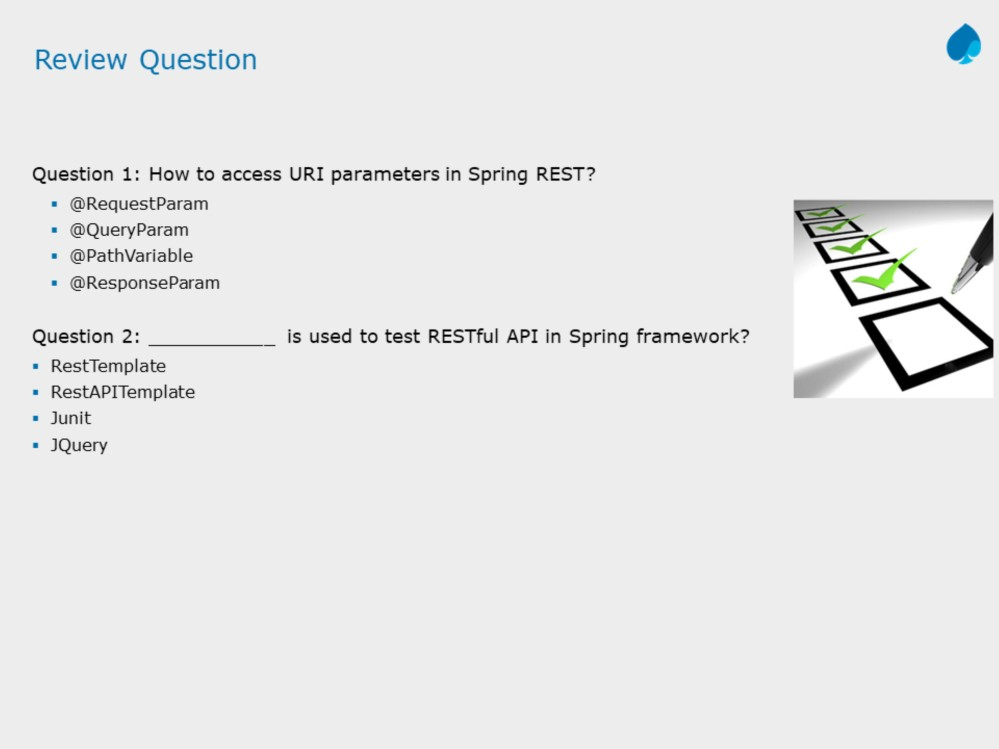 Review Question
Question 1: How to access URI parameters in Spring REST?
▪ @RequestParam
▪ @QueryParam
▪ @PathVariable
▪ @ResponseParam
Question 2: ____________ is used to test RESTful API in Spring framework?
▪ RestTemplate
▪ RestAPITemplate
▪ Junit
▪ JQuery